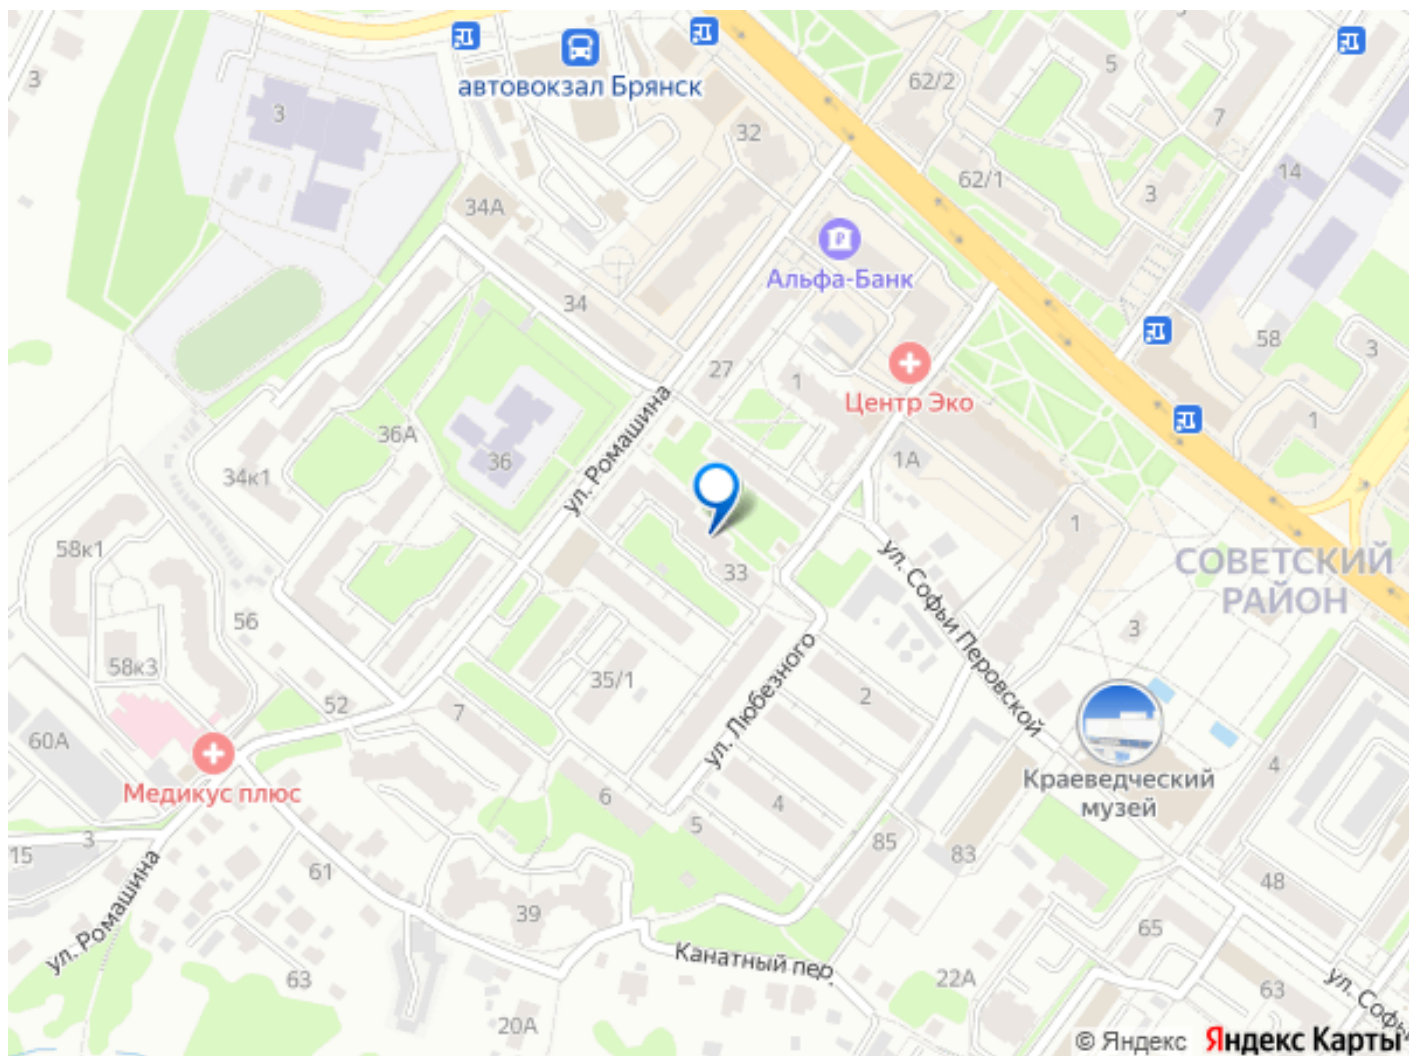 автовокзал Брянск
3
3
5
62/2
7
32
62/1
14
3
34А
Альфа-Банк
34
58
3
27
1
Центр Эко
1
ул. Ромашина
36А
36
1А
34к1
1
58к1
ул. Софьи Перовской
СОВЕТСКИЙ
РАЙОН
33
56
3
58к3
35/1
ул. Любезного
2
52
7
60А
Медикус плюс
Краеведческий
музей
4
6
4
5
3
15
85
83
61
48
ул. Ромашина
39
65
Канатный пер.
63
22А
63
ул. Софьи
20А
© Яндекс
Яндекс Карты